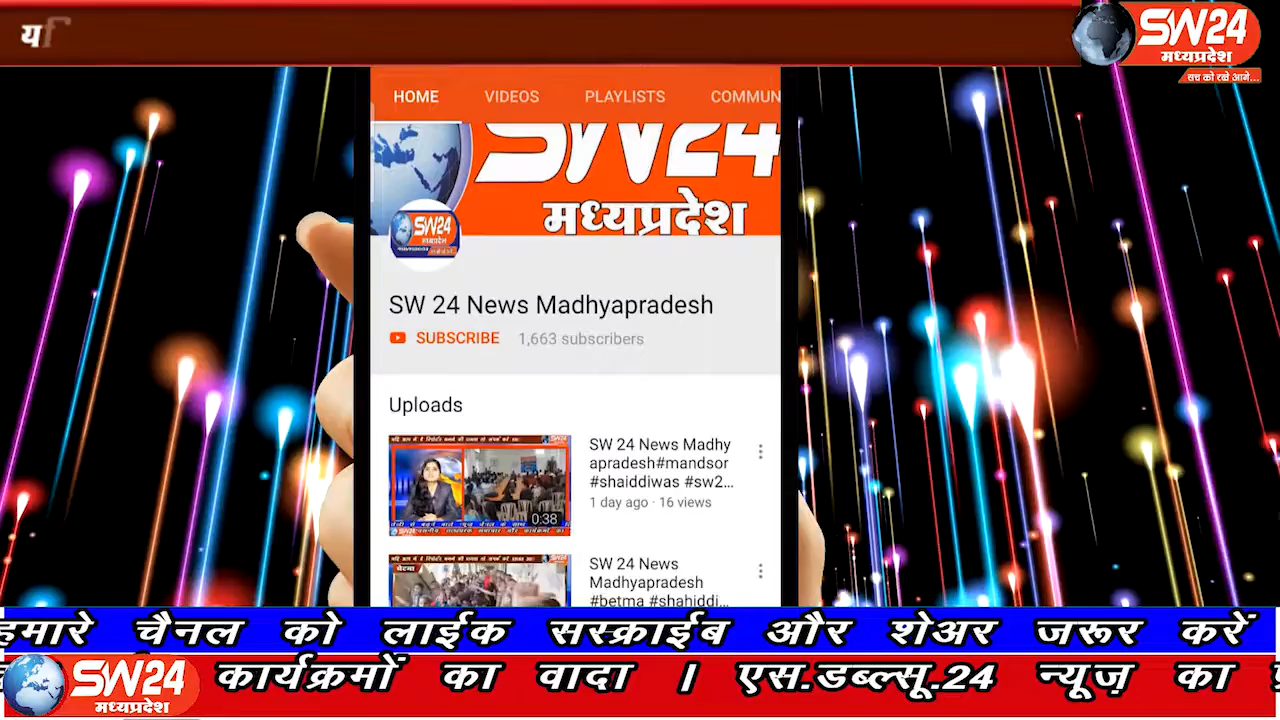 SW24
मध्यप्रदेश
सच को रखे आगे...
HOME VIDEOS PLAYLISTS COMMUN
SW24
मध्यप्रदेश
SW24
SW 24 News Madhyapradesh
SUBSCRIBE 1,663 subscribers
Uploads
SW 24 News Madhy
apradesh#mandsor
#shaiddiwas #sw2...
1 day ago · 16 views
0:38
SW 24 News
Madhyapradesh
#betma #shahiddi...
बेटमा
हमारे चैनल को लाईक सस्क्राईब और शेअर जरूर करें
SW24
मध्यप्रदेश
कार्यक्रमों का वादा । एस.डब्ल्सू.24 न्यूज़ का